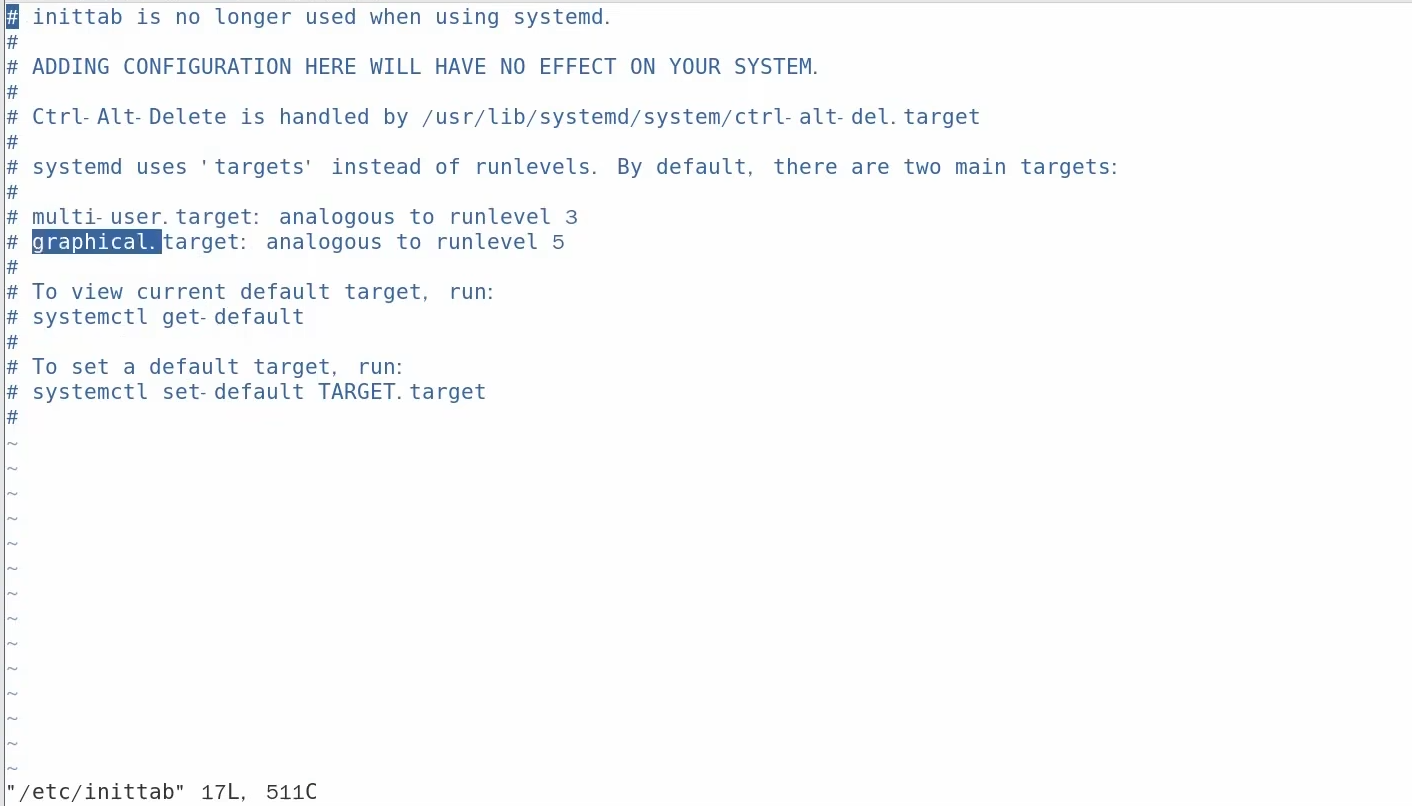 # inittab is no longer used when using systemd.
#
# ADDING CONFIGURATION HERE WILL HAVE NO EFFECT ON YOUR SYSTEM.
#
# Ctrl-Alt-Delete is handled by /usr/lib/systemd/system/ctrl-alt-del.target
#
# systemd uses 'targets' instead of runlevels. By default, there are two main targets:
#
# multi-user.target: analogous to runlevel 3
# graphical.target: analogous to runlevel 5
#
# To view current default target, run:
# systemctl get-default
#
# To set a default target, run:
# systemctl set-default TARGET.target
#
~
~
~
~
~
~
~
~
~
~
~
~
~
~
"/etc/inittab" 17L, 511C